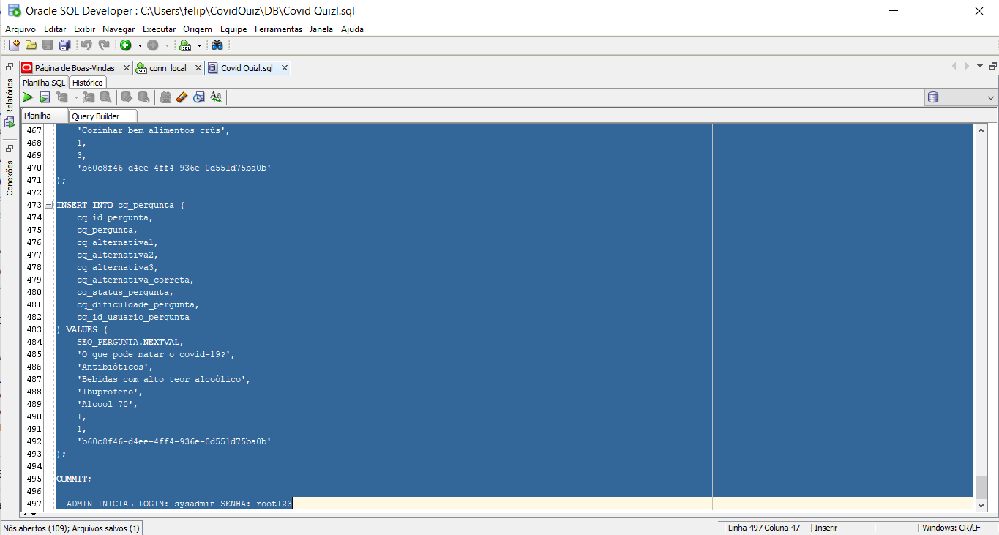 Oracle SQL Developer : C:\Users\felip\CovidQuiz\DB\Covid Quizl.sql
Arquivo Editar Exibir Navegar Executar Origem Equipe Ferramentas Janela Ajuda
Página de Boas-Vindas conn_local Covid Quizl.sql
Planilha SQL Histórico
Planilha Query Builder
Relatórios
Conexões
467 'Cozinhar bem alimentos crús',
468 1,
469 3,
470 'b60c8f46-d4ee-4ff4-936e-0d551d75ba0b'
471 );
472
473 INSERT INTO cq_pergunta (
474 cq_id_pergunta,
475 cq_pergunta,
476 cq_alternativa1,
477 cq_alternativa2,
478 cq_alternativa3,
479 cq_alternativa_correta,
480 cq_status_pergunta,
481 cq_dificuldade_pergunta,
482 cq_id_usuario_pergunta
483 ) VALUES (
484 SEQ_PERGUNTA.NEXTVAL,
485 'O que pode matar o covid-19?',
486 'Antibióticos',
487 'Bebidas com alto teor alcoólico',
488 'Ibuprofeno',
489 'Alcool 70',
490 1,
491 1,
492 'b60c8f46-d4ee-4ff4-936e-0d551d75ba0b'
493 );
494
495 COMMIT;
496
497 --ADMIN INICIAL LOGIN: sysadmin SENHA: root123
Nós abertos (109); Arquivos salvos (1) Linha 497 Coluna 47 Inserir Windows: CR/LF